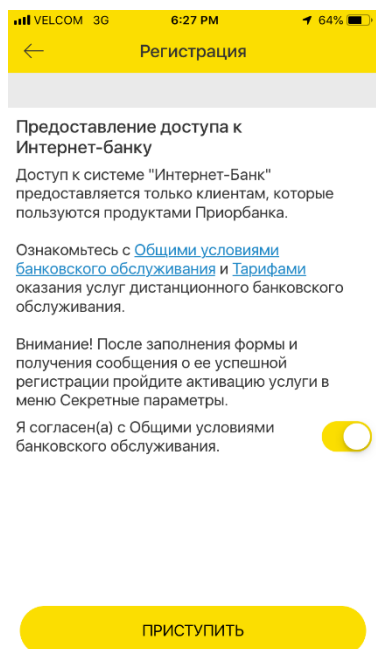 VELCOM 3G 6:27 PM 64%
Регистрация
Предоставление доступа к
Интернет-банку
Доступ к системе "Интернет-Банк"
предоставляется только клиентам, которые
пользуются продуктами Приорбанка.
Ознакомьтесь с Общими условиями
банковского обслуживания и Тарифами
оказания услуг дистанционного банковского
обслуживания.
Внимание! После заполнения формы и
получения сообщения о ее успешной
регистрации пройдите активацию услуги в
меню Секретные параметры.
Я согласен(а) с Общими условиями
банковского обслуживания.
ПРИСТУПИТЬ